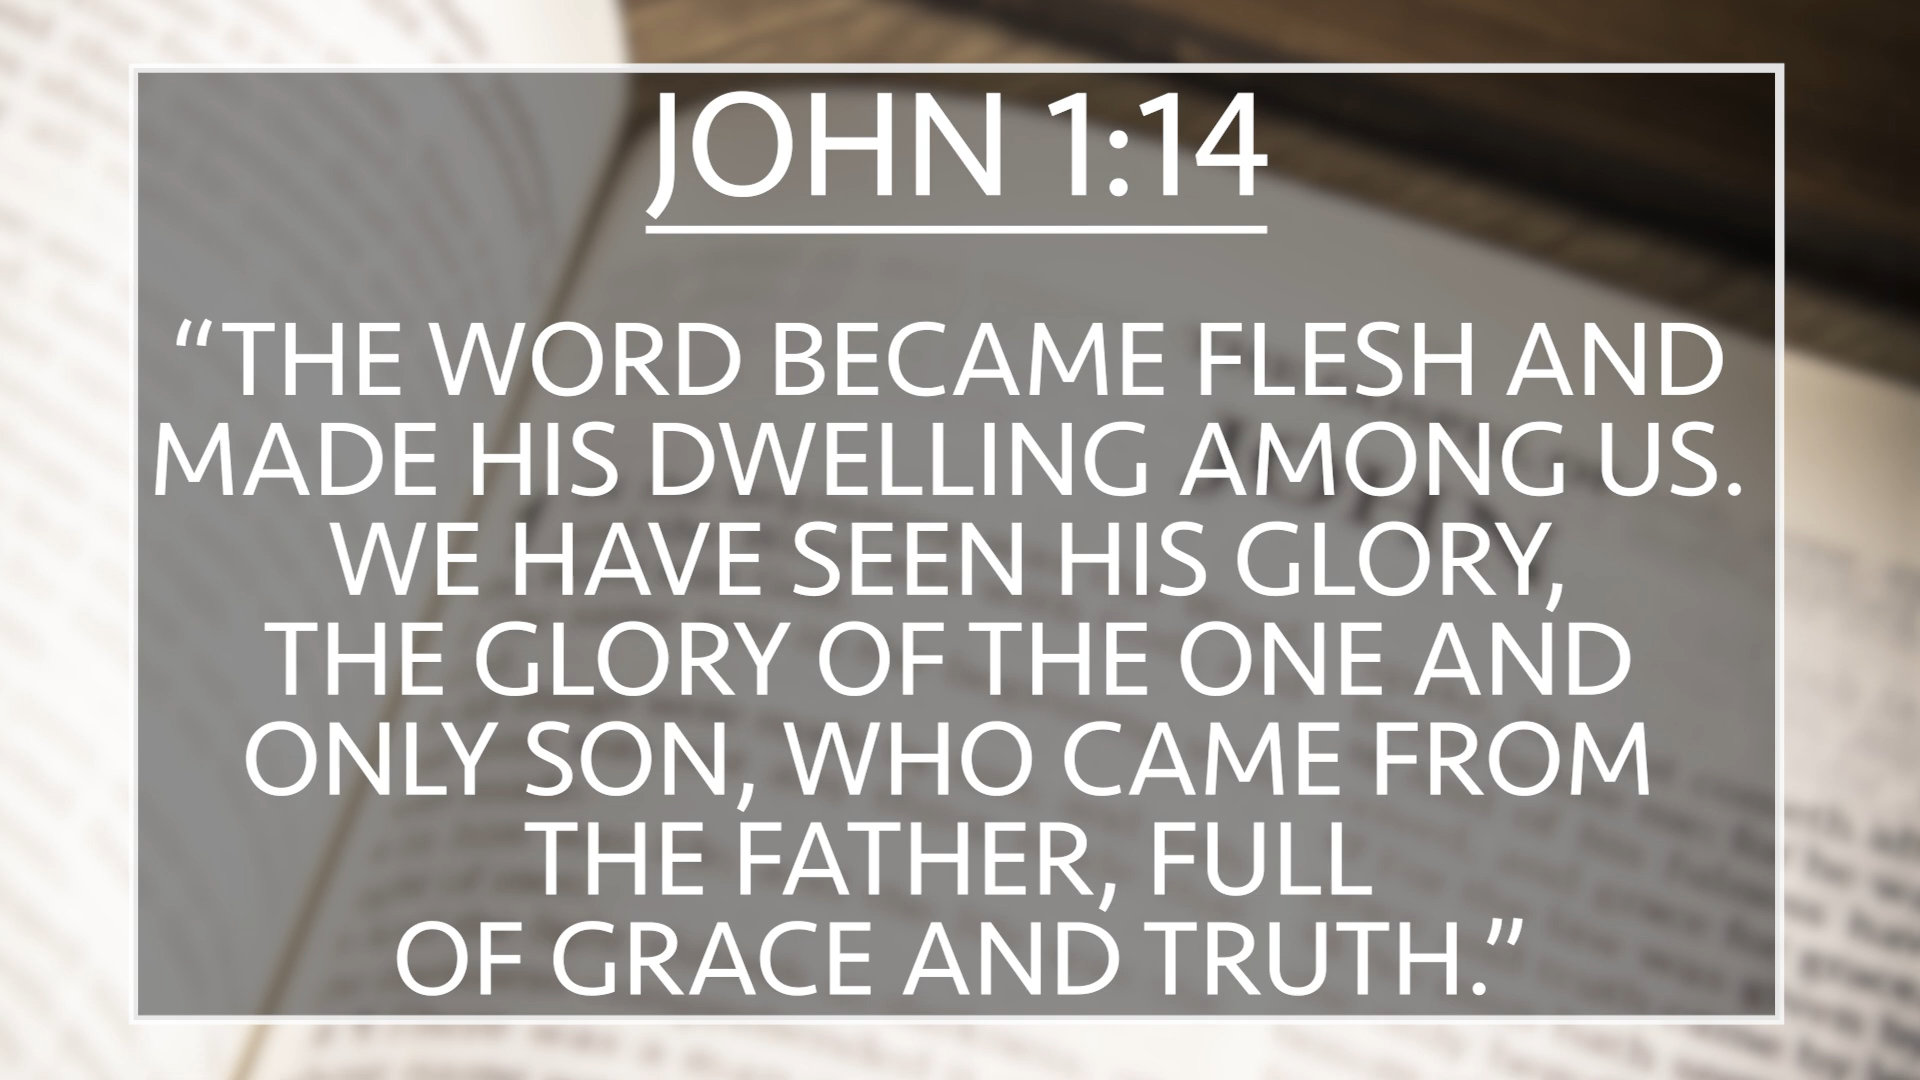 JOHN 1:14
“THE WORD BECAME FLESH AND
MADE HIS DWELLING AMONG US.
WE HAVE SEEN HIS GLORY,
THE GLORY OF THE ONE AND
ONLY SON, WHO CAME FROM
THE FATHER, FULL
OF GRACE AND TRUTH.”